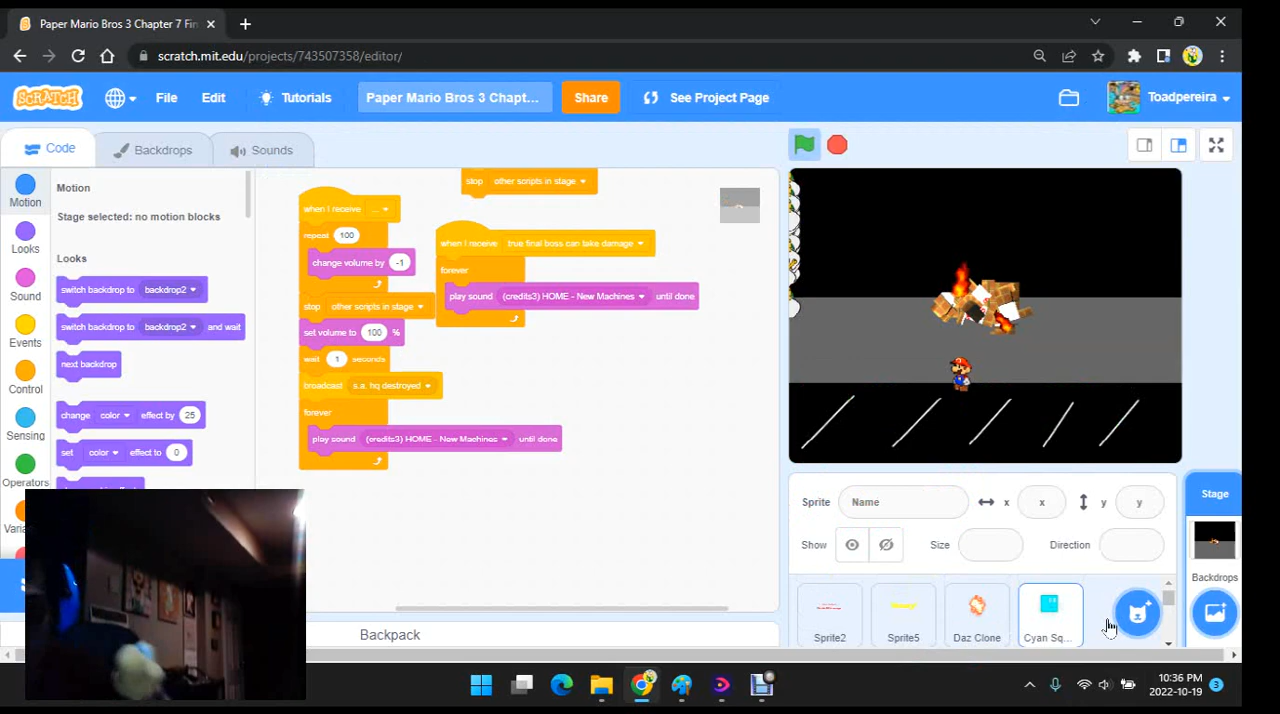 Paper Mario Bros 3 Chapter 7 Fir
scratch.mit.edu/projects/743507358/editor/
SCRATCH
File
Edit
Tutorials
Paper Mario Bros 3 Chapt...
Share
See Project Page
Toadpereira
Code
Backdrops
Sounds
Motion
Motion
Stage selected: no motion blocks
Looks
Looks
switch backdrop to backdrop2
Sound
switch backdrop to backdrop2 and wait
Events
next backdrop
Control
change color effect by 25
Sensing
set color effect to 0
Operators
stop other scripts in stage
when I receive ...
repeat 100
change volume by -1
stop other scripts in stage
set volume to 100 %
wait 1 seconds
broadcast s.a. hq destroyed
forever
play sound (credits3) HOME - New Machines until done
when I receive true final boss can take damage
forever
play sound (credits3) HOME - New Machines until done
Backpack
Sprite
Name
x
x
y
y
Show
Size
Direction
Stage
Backdrops
Sprite2
Sprite5
Daz Clone
Cyan Sq...
10:36 PM
2022-10-19
3